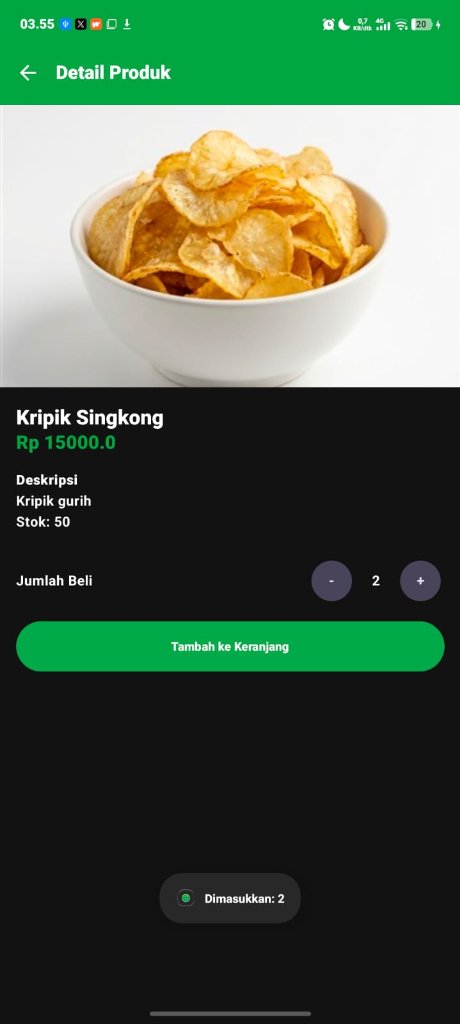 03.55
0,7
KB/dtk
4G
20
Detail Produk
Kripik Singkong
Rp 15000.0
Deskripsi
Kripik gurih
Stok: 50
Jumlah Beli
-
2
+
Tambah ke Keranjang
Dimasukkan: 2